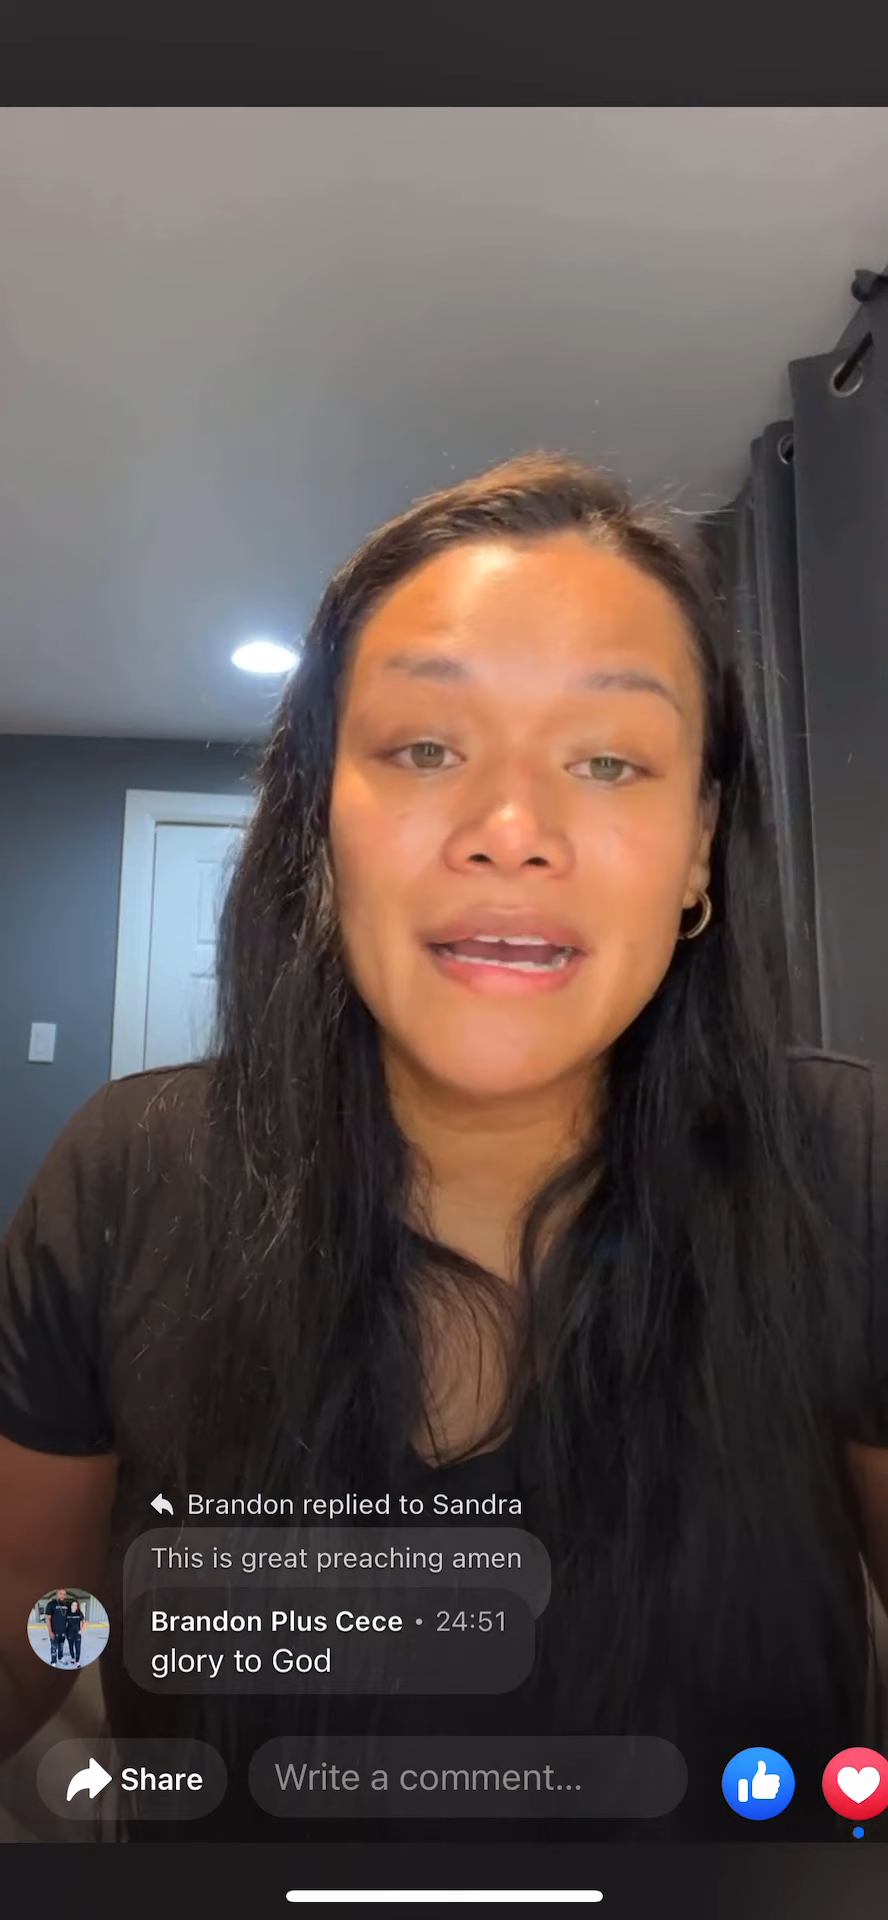 Brandon replied to Sandra
This is great preaching amen
Brandon Plus Cece • 24:51
glory to God
Share
Write a comment...